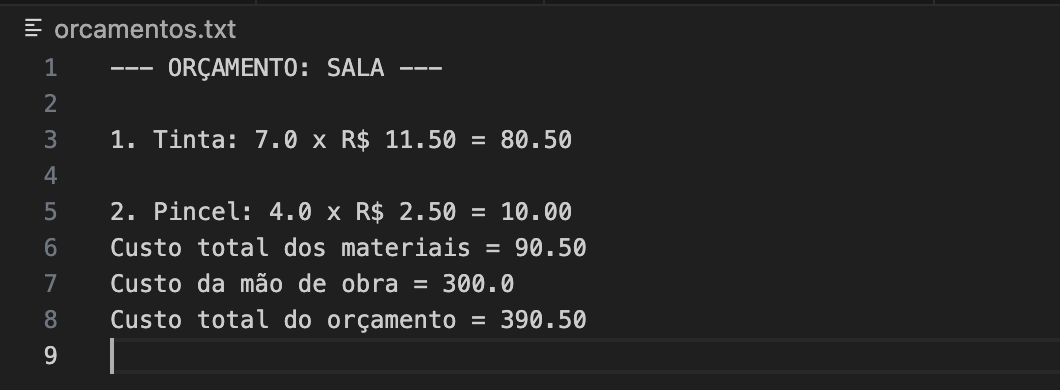 orcamentos.txt
1 --- ORÇAMENTO: SALA ---
2
3 1. Tinta: 7.0 x R$ 11.50 = 80.50
4
5 2. Pincel: 4.0 x R$ 2.50 = 10.00
6 Custo total dos materiais = 90.50
7 Custo da mão de obra = 300.0
8 Custo total do orçamento = 390.50
9